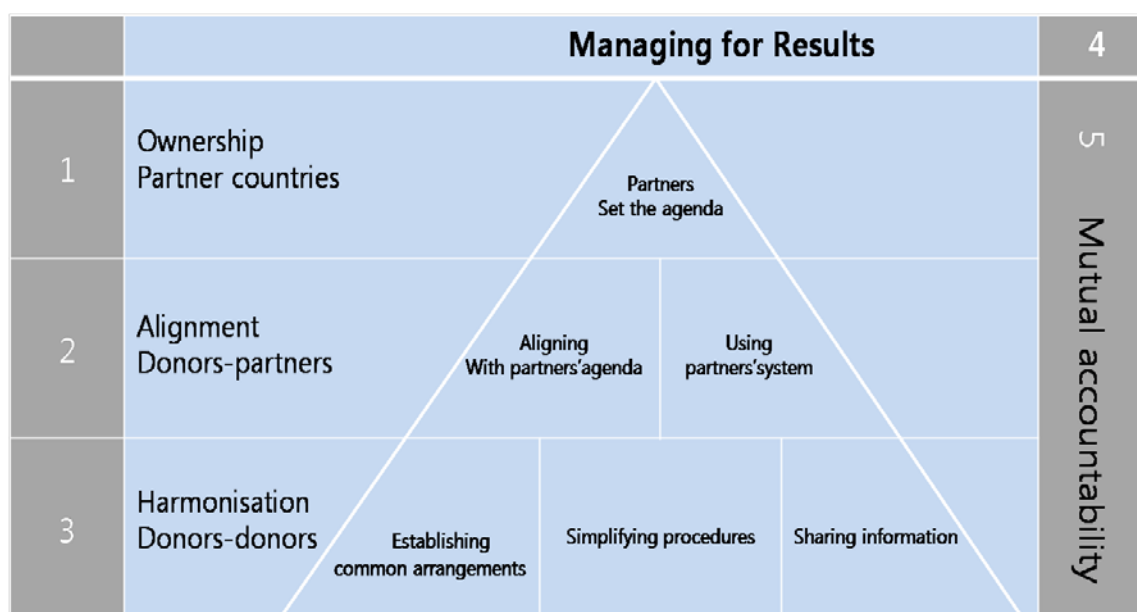 Managing for Results
4
1
Ownership
Partner countries
Partners
Set the agenda
5 Mutual accountability
2
Alignment
Donors-partners
Aligning
With partners'agenda
Using
partners'system
3
Harmonisation
Donors-donors
Establishing
common arrangements
Simplifying procedures
Sharing information